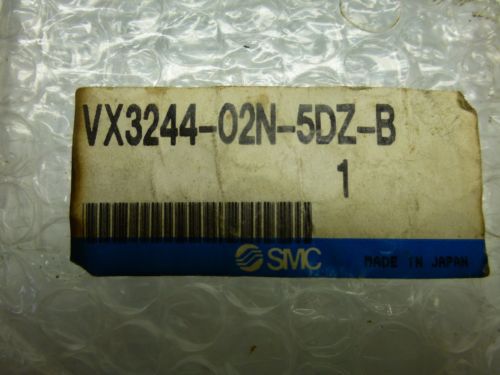 VX3244-02N-5DZ-B
1
SMC MADE IN JAPAN